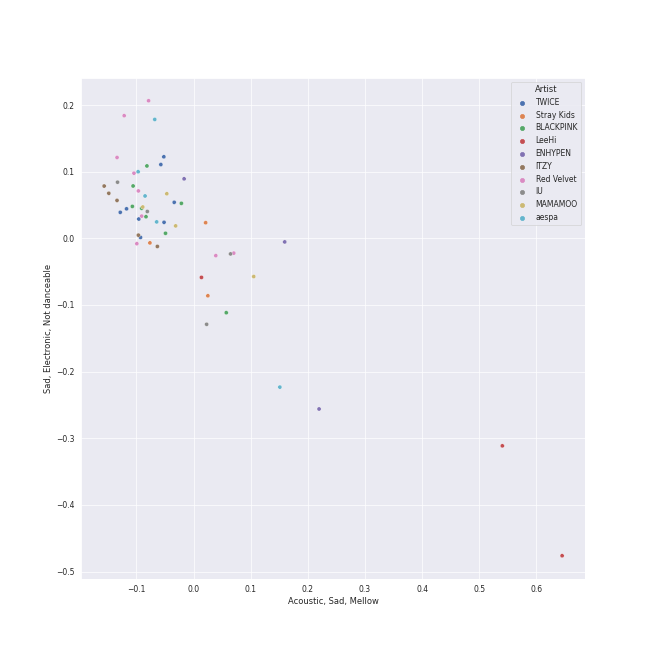 Artist
TWICE
Stray Kids
BLACKPINK
LeeHi
ENHYPEN
ITZY
Red Velvet
IU
MAMAMOO
aespa
0.2
0.1
0.0
−0.1
−0.2
−0.3
−0.4
−0.5
Sad, Electronic, Not danceable
−0.1 0.0 0.1 0.2 0.3 0.4 0.5 0.6
Acoustic, Sad, Mellow